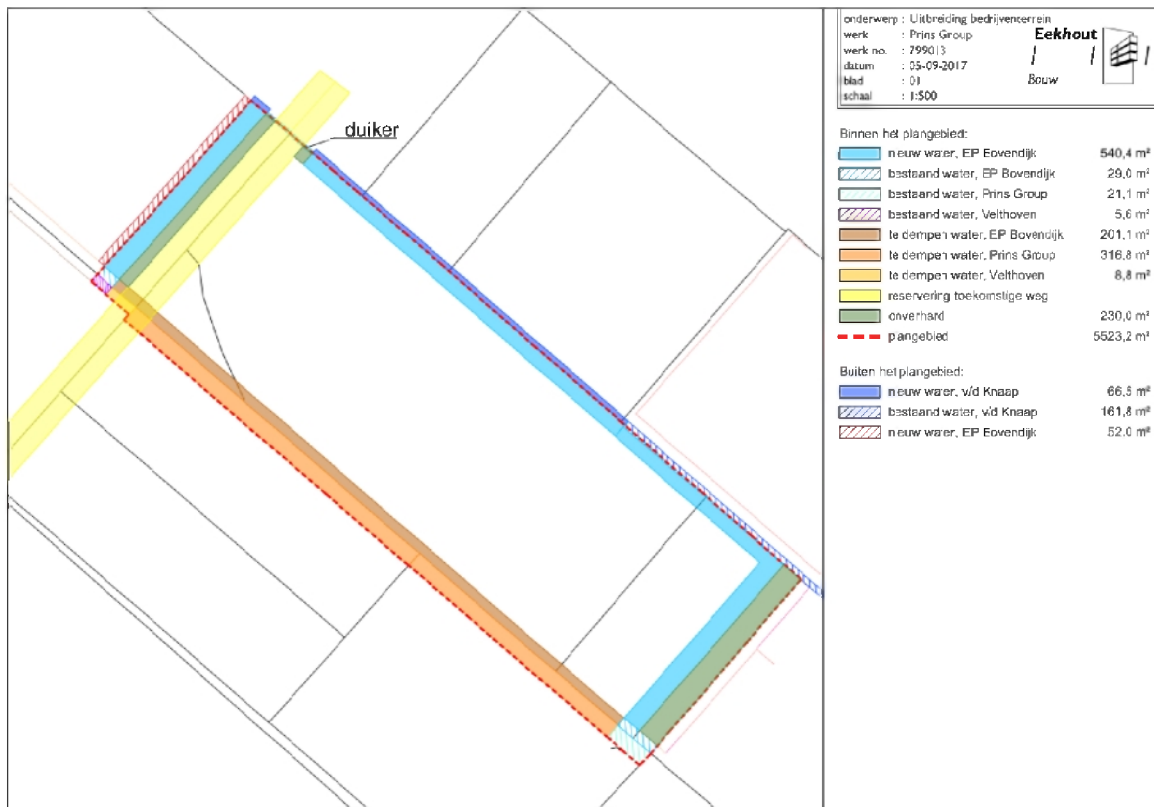 duiker
onderwerp : Uitbreiding bedrijventerrein
werk : Prins Group
werk no. : 799013
datum : 05-09-2017
blad : 01
schaal : 1:500
Eekhout
Bouw
Binnen het plangebied:
nieuw water, EP Bovendijk 540,4 m²
bestaand water, EP Bovendijk 29,0 m²
bestaand water, Prins Group 21,1 m²
bestaand water, Velthoven 5,6 m²
te dempen water, EP Bovendijk 201,1 m²
te dempen water, Prins Group 316,8 m²
te dempen water, Velthoven 8,8 m²
reservering toekomstige weg
onverhard 230,0 m²
plangebied 5523,2 m²
Buiten het plangebied:
nieuw water, v/d Knaap 66,5 m²
bestaand water, v/d Knaap 161,8 m²
nieuw water, EP Bovendijk 52,0 m²